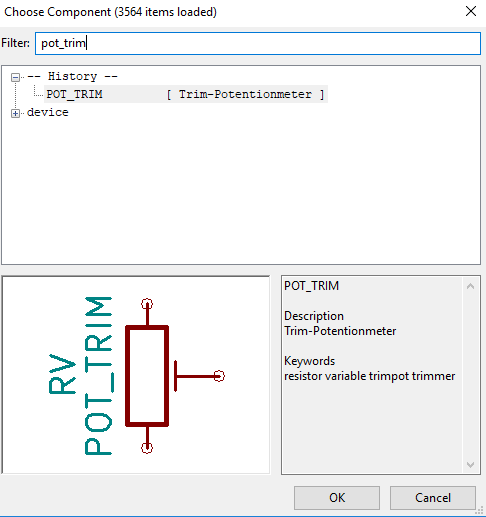 Choose Component (3564 items loaded)
Filter: pot_trim
-- History --
POT_TRIM [ Trim-Potentionmeter ]
device
RV
POT_TRIM
POT_TRIM
Description
Trim-Potentionmeter
Keywords
resistor variable trimpot trimmer
OK Cancel